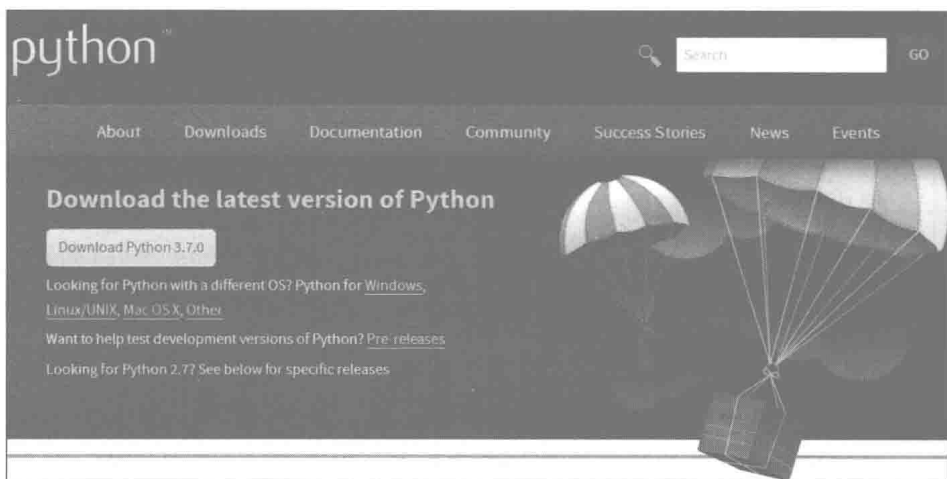 python™
Search
GO
About Downloads Documentation Community Success Stories News Events
Download the latest version of Python
Download Python 3.7.0
Looking for Python with a different OS? Python for Windows,
Linux/UNIX, Mac OS X, Other
Want to help test development versions of Python? Pre-releases
Looking for Python 2.7? See below for specific releases